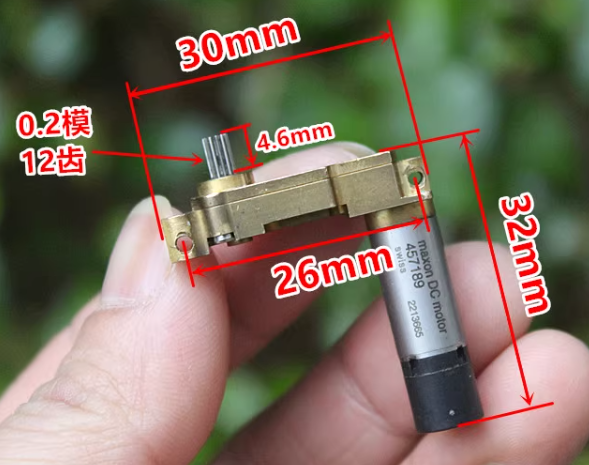 30mm
0.2模
12齿
4.6mm
26mm
32mm
maxon DC motor
457189
swiss
2213665